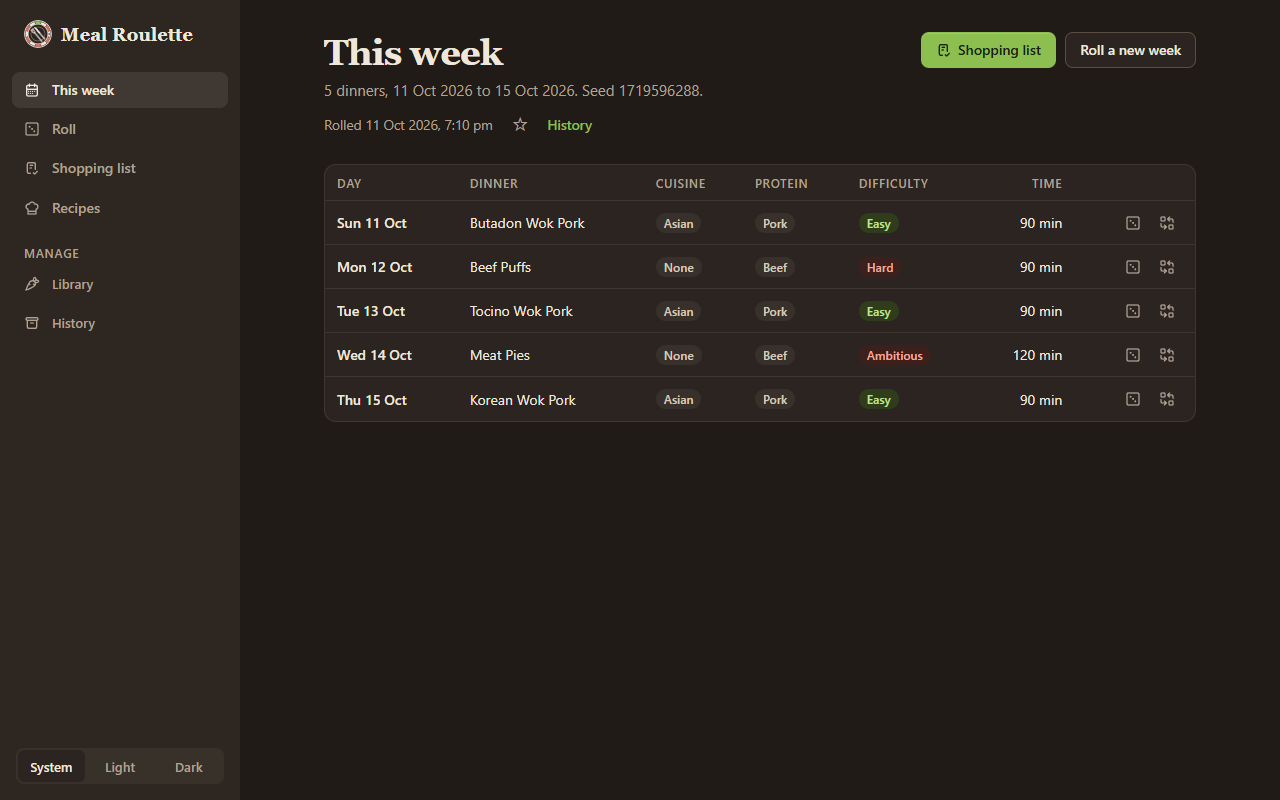 Meal Roulette
This week
Roll
Shopping list
Recipes
MANAGE
Library
History
System Light Dark
This week
Shopping list
Roll a new week
5 dinners, 11 Oct 2026 to 15 Oct 2026. Seed 1719596288.
Rolled 11 Oct 2026, 7:10 pm History
DAY DINNER CUISINE PROTEIN DIFFICULTY TIME
Sun 11 Oct Butadon Wok Pork Asian Pork Easy 90 min
Mon 12 Oct Beef Puffs None Beef Hard 90 min
Tue 13 Oct Tocino Wok Pork Asian Pork Easy 90 min
Wed 14 Oct Meat Pies None Beef Ambitious 120 min
Thu 15 Oct Korean Wok Pork Asian Pork Easy 90 min